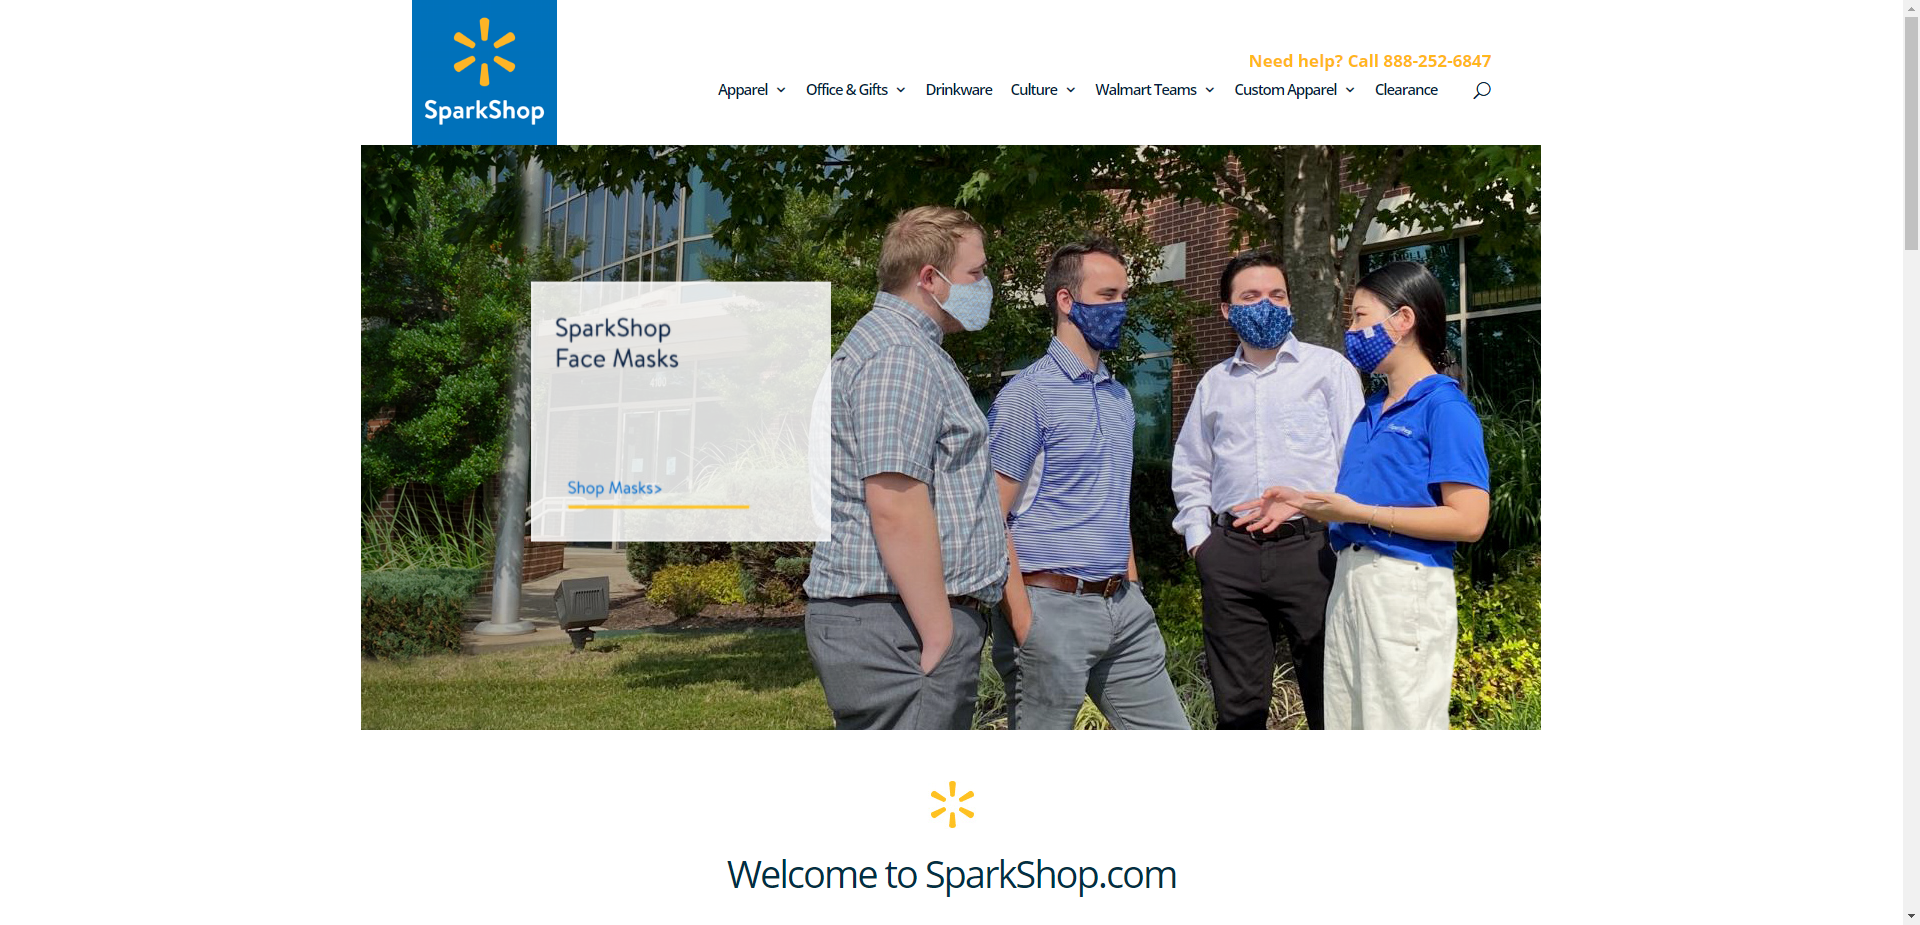 SparkShop
Need help? Call 888-252-6847
Apparel
Office & Gifts
Drinkware
Culture
Walmart Teams
Custom Apparel
Clearance
SparkShop
Face Masks
Shop Masks>
Welcome to SparkShop.com